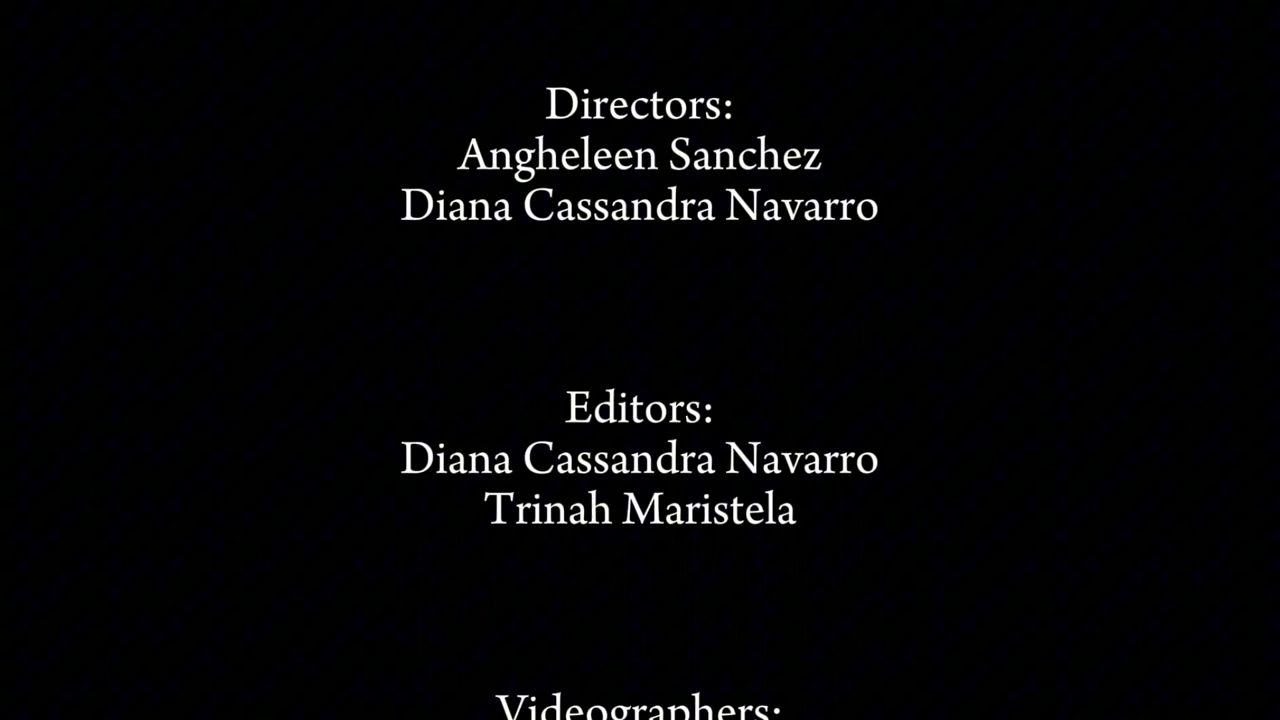 Directors:
Angheleen Sanchez
Diana Cassandra Navarro
Editors:
Diana Cassandra Navarro
Trinah Maristela
Videographers: